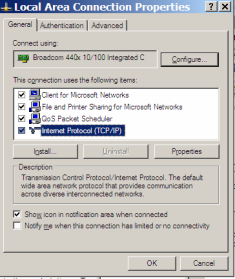 Local Area Connection Properties
General Authentication Advanced
Connect using:
Broadcom 440x 10/100 Integrated C
Configure...
This connection uses the following items:
Client for Microsoft Networks
File and Printer Sharing for Microsoft Networks
QoS Packet Scheduler
Internet Protocol (TCP/IP)
Install... Uninstall Properties
Description
Transmission Control Protocol/Internet Protocol. The default
wide area network protocol that provides communication
across diverse interconnected networks.
Show icon in notification area when connected
Notify me when this connection has limited or no connectivity
OK Cancel